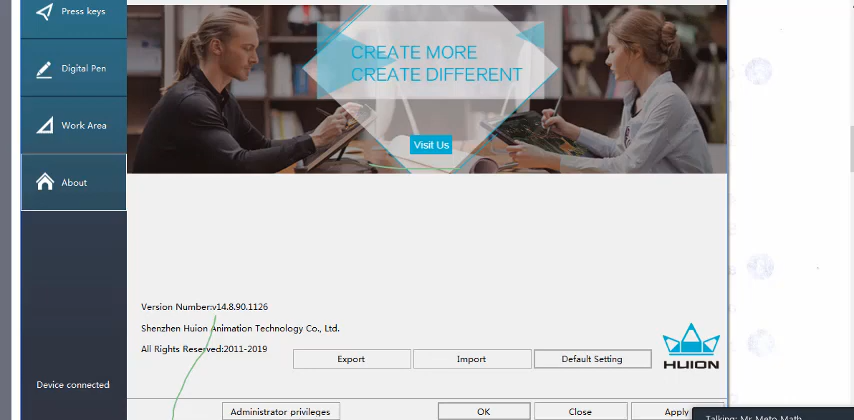 Press keys
Digital Pen
Work Area
About
CREATE MORE
CREATE DIFFERENT
Visit Us
Version Number:v14.8.90.1126
Shenzhen Huion Animation Technology Co., Ltd.
All Rights Reserved:2011-2019
Export
Import
Default Setting
HUION
Device connected
Administrator privileges
OK
Close
Apply
Talking: Mr Meto Math